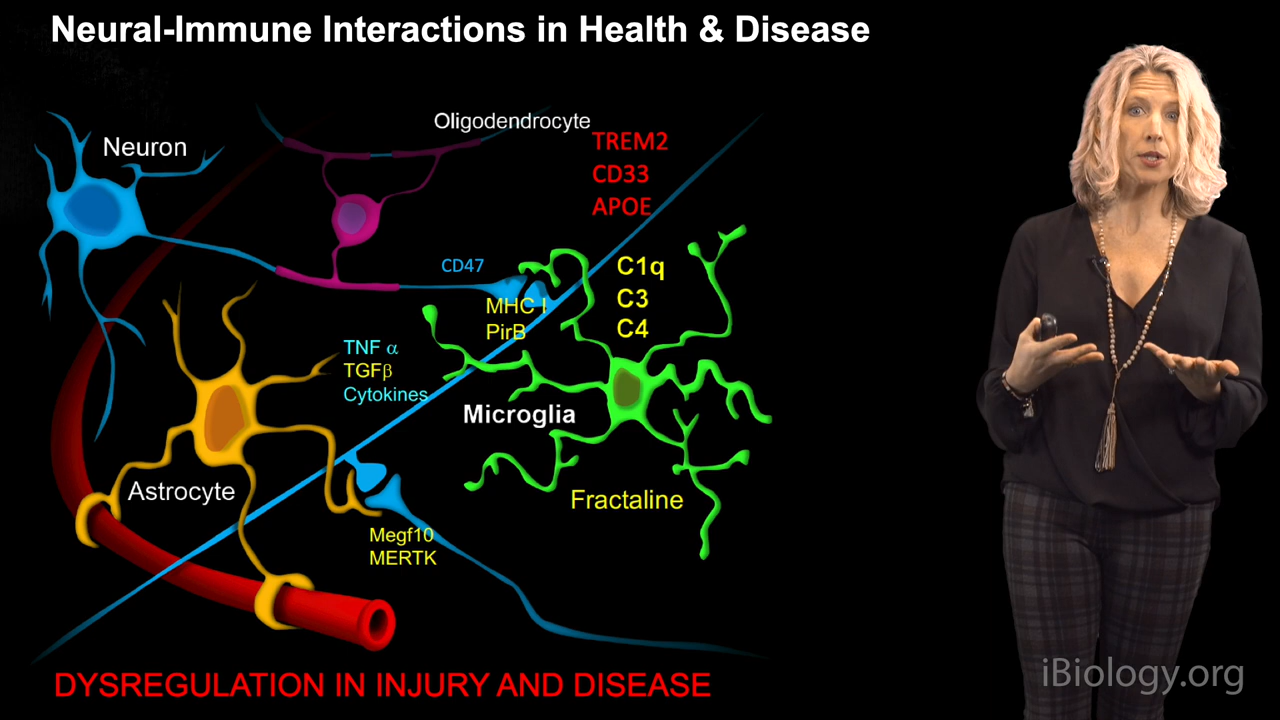 Neural-Immune Interactions in Health & Disease
Oligodendrocyte
Neuron
TREM2
CD33
APOE
CD47
C1q
C3
C4
MHC I
PirB
TNF α
TGFβ
Cytokines
Microglia
Astrocyte
Fractaline
Megf10
MERTK
DYSREGULATION IN INJURY AND DISEASE
iBiology.org